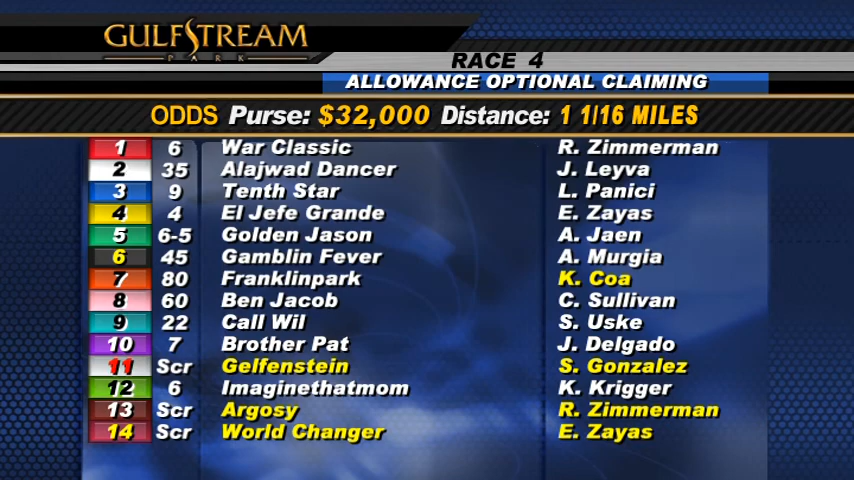 GULFSTREAM
PARK
RACE 4
ALLOWANCE OPTIONAL CLAIMING
ODDS Purse: $32,000 Distance: 1 1/16 MILES
1 6 War Classic R. Zimmerman
2 35 Alajwad Dancer J. Leyva
3 9 Tenth Star L. Panici
4 4 El Jefe Grande E. Zayas
5 6-5 Golden Jason A. Jaen
6 45 Gamblin Fever A. Murgia
7 80 Franklinpark K. Coa
8 60 Ben Jacob C. Sullivan
9 22 Call Wil S. Uske
10 7 Brother Pat J. Delgado
11 Scr Gelfenstein S. Gonzalez
12 6 Imaginethatmom K. Krigger
13 Scr Argosy R. Zimmerman
14 Scr World Changer E. Zayas